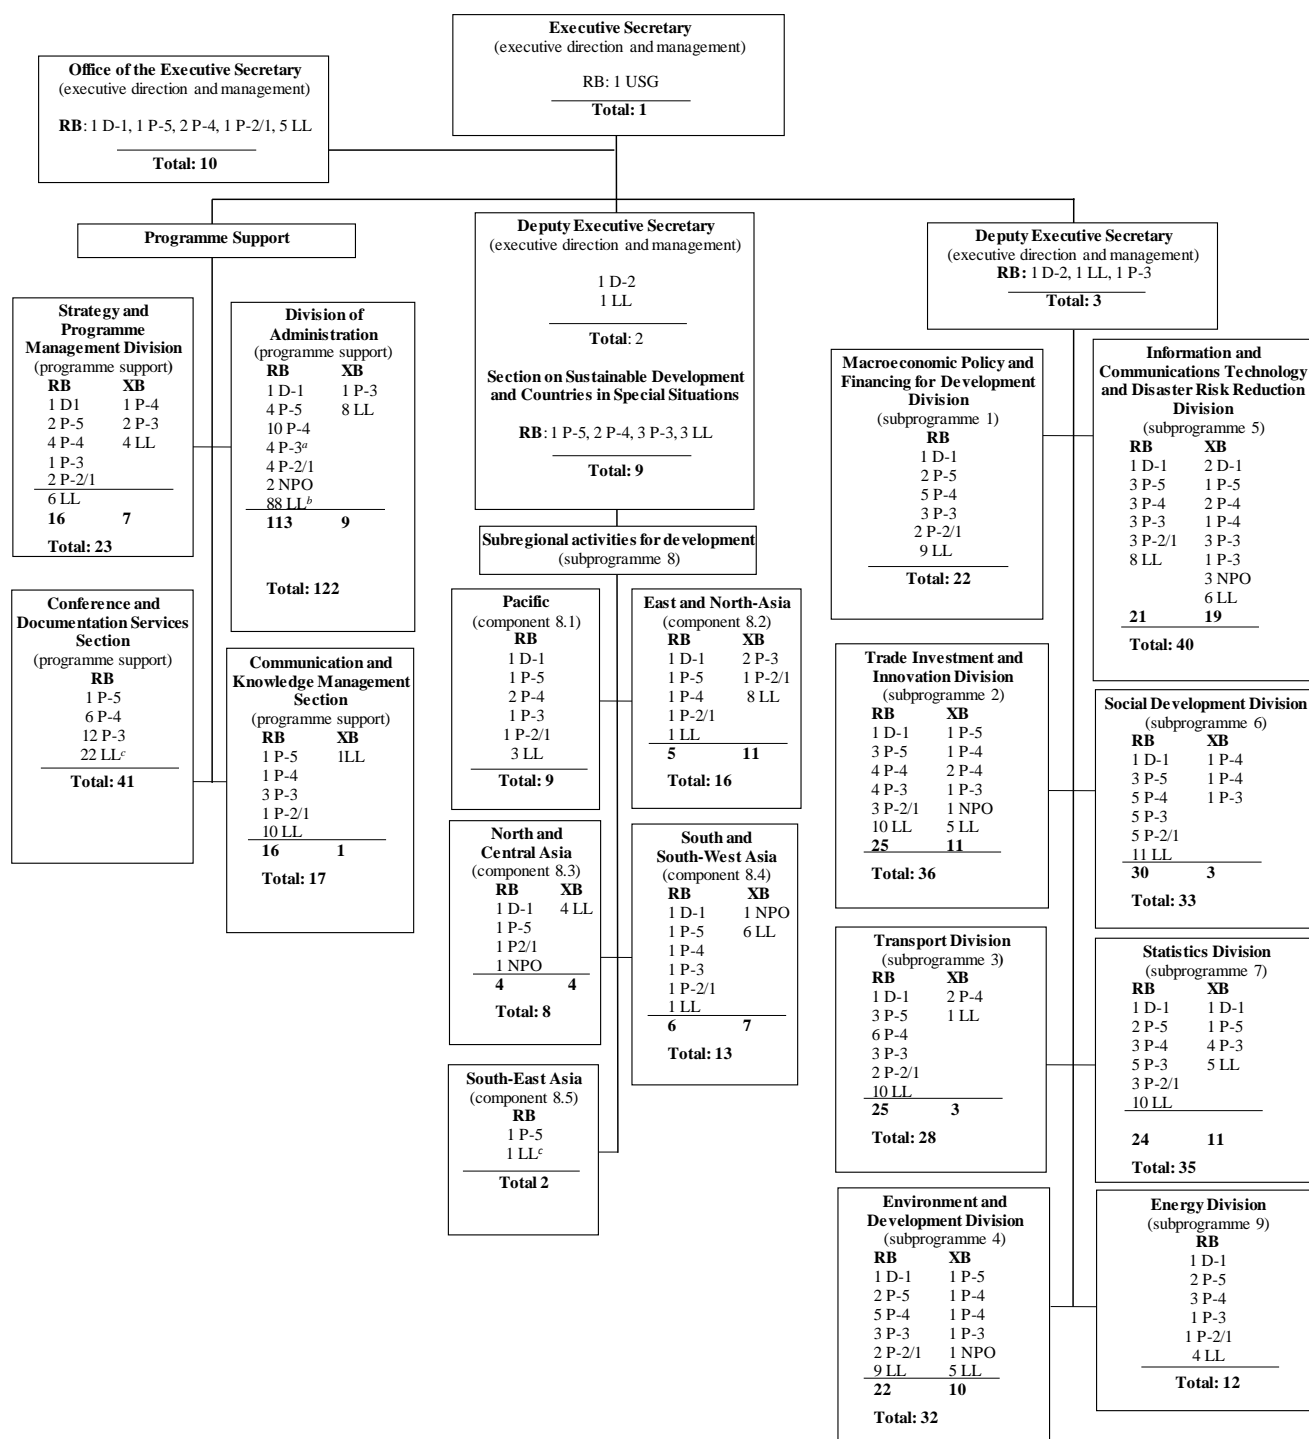 Executive Secretary
(executive direction and management)
RB: 1 USG
Total: 1
Office of the Executive Secretary
(executive direction and management)
RB: 1 D-1, 1 P-5, 2 P-4, 1 P-2/1, 5 LL
Total: 10
Programme Support
Strategy and
Programme
Management Division
(programme support)
RB XB
1 D1 1 P-4
2 P-5 2 P-3
4 P-4 4 LL
1 P-3
2 P-2/1
6 LL
16 7
Total: 23
Division of
Administration
(programme support)
RB XB
1 D-1 1 P-3
4 P-5 8 LL
10 P-4
4 P-3a
4 P-2/1
2 NPO
88 LLb
113 9
Total: 122
Conference and
Documentation Services
Section
(programme support)
RB
1 P-5
6 P-4
12 P-3
22 LLc
Total: 41
Communication and
Knowledge Management
Section
(programme support)
RB XB
1 P-5 1LL
1 P-4
3 P-3
1 P-2/1
10 LL
16 1
Total: 17
Deputy Executive Secretary
(executive direction and management)
1 D-2
1 LL
Total: 2
Section on Sustainable Development
and Countries in Special Situations
RB: 1 P-5, 2 P-4, 3 P-3, 3 LL
Total: 9
Subregional activities for development
(subprogramme 8)
Pacific
(component 8.1)
RB
1 D-1
1 P-5
2 P-4
1 P-3
1 P-2/1
3 LL
Total: 9
East and North-Asia
(component 8.2)
RB XB
1 D-1 2 P-3
1 P-5 1 P-2/1
1 P-4 8 LL
1 P-2/1
1 LL
5 11
Total: 16
North and
Central Asia
(component 8.3)
RB XB
1 D-1 4 LL
1 P-5
1 P2/1
1 NPO
4 4
Total: 8
South and
South-West Asia
(component 8.4)
RB XB
1 D-1 1 NPO
1 P-5 6 LL
1 P-4
1 P-3
1 P-2/1
1 LL
6 7
Total: 13
South-East Asia
(component 8.5)
RB
1 P-5
1 LLc
Total 2
Deputy Executive Secretary
(executive direction and management)
RB: 1 D-2, 1 LL, 1 P-3
Total: 3
Macroeconomic Policy and
Financing for Development
Division
(subprogramme 1)
RB
1 D-1
2 P-5
5 P-4
3 P-3
2 P-2/1
9 LL
Total: 22
Information and
Communications Technology
and Disaster Risk Reduction
Division
(subprogramme 5)
RB XB
1 D-1 2 D-1
3 P-5 1 P-5
3 P-4 2 P-4
3 P-3 1 P-4
3 P-2/1 3 P-3
8 LL 1 P-3
3 NPO
6 LL
21 19
Total: 40
Trade Investment and
Innovation Division
(subprogramme 2)
RB XB
1 D-1 1 P-5
3 P-5 1 P-4
4 P-4 2 P-4
4 P-3 1 P-3
3 P-2/1 1 NPO
10 LL 5 LL
25 11
Total: 36
Social Development Division
(subprogramme 6)
RB XB
1 D-1 1 P-4
3 P-5 1 P-4
5 P-4 1 P-3
5 P-3
5 P-2/1
11 LL
30 3
Total: 33
Transport Division
(subprogramme 3)
RB XB
1 D-1 2 P-4
3 P-5 1 LL
6 P-4
3 P-3
2 P-2/1
10 LL
25 3
Total: 28
Statistics Division
(subprogramme 7)
RB XB
1 D-1 1 D-1
2 P-5 1 P-5
3 P-4 4 P-3
5 P-3 5 LL
3 P-2/1
10 LL
24 11
Total: 35
Environment and
Development Division
(subprogramme 4)
RB XB
1 D-1 1 P-5
2 P-5 1 P-4
5 P-4 1 P-4
3 P-3 1 P-3
2 P-2/1 1 NPO
9 LL 5 LL
22 10
Total: 32
Energy Division
(subprogramme 9)
RB
1 D-1
2 P-5
3 P-4
1 P-3
1 P-2/1
4 LL
Total: 12